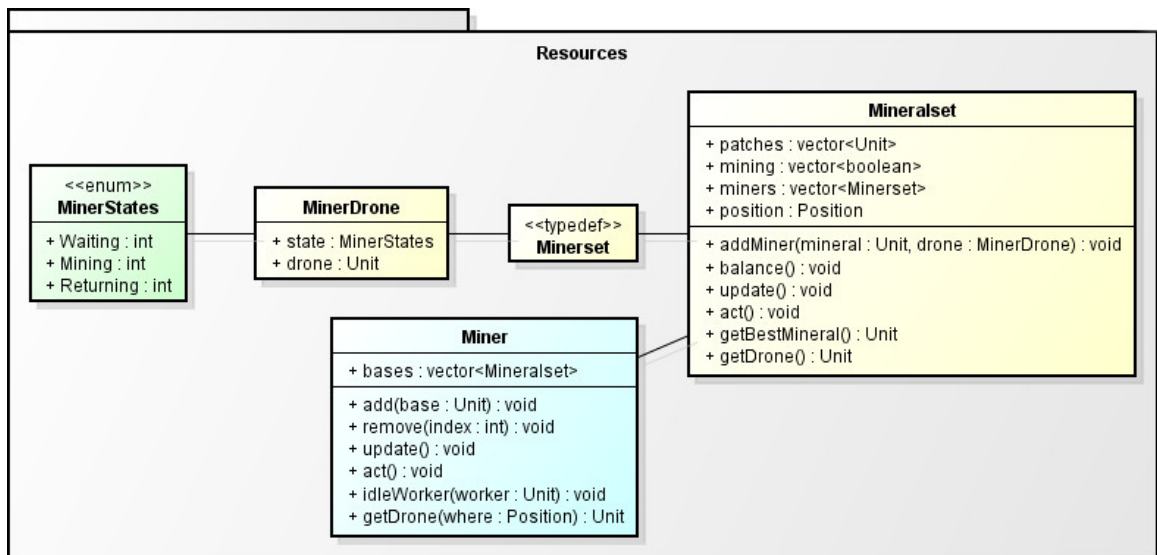 Resources
<<enum>>
MinerStates
+ Waiting : int
+ Mining : int
+ Returning : int
MinerDrone
+ state : MinerStates
+ drone : Unit
<<typedef>>
Minerset
Mineralset
+ patches : vector<Unit>
+ mining : vector<boolean>
+ miners : vector<Minerset>
+ position : Position
+ addMiner(mineral : Unit, drone : MinerDrone) : void
+ balance() : void
+ update() : void
+ act() : void
+ getBestMineral() : Unit
+ getDrone() : Unit
Miner
+ bases : vector<Mineralset>
+ add(base : Unit) : void
+ remove(index : int) : void
+ update() : void
+ act() : void
+ idleWorker(worker : Unit) : void
+ getDrone(where : Position) : Unit